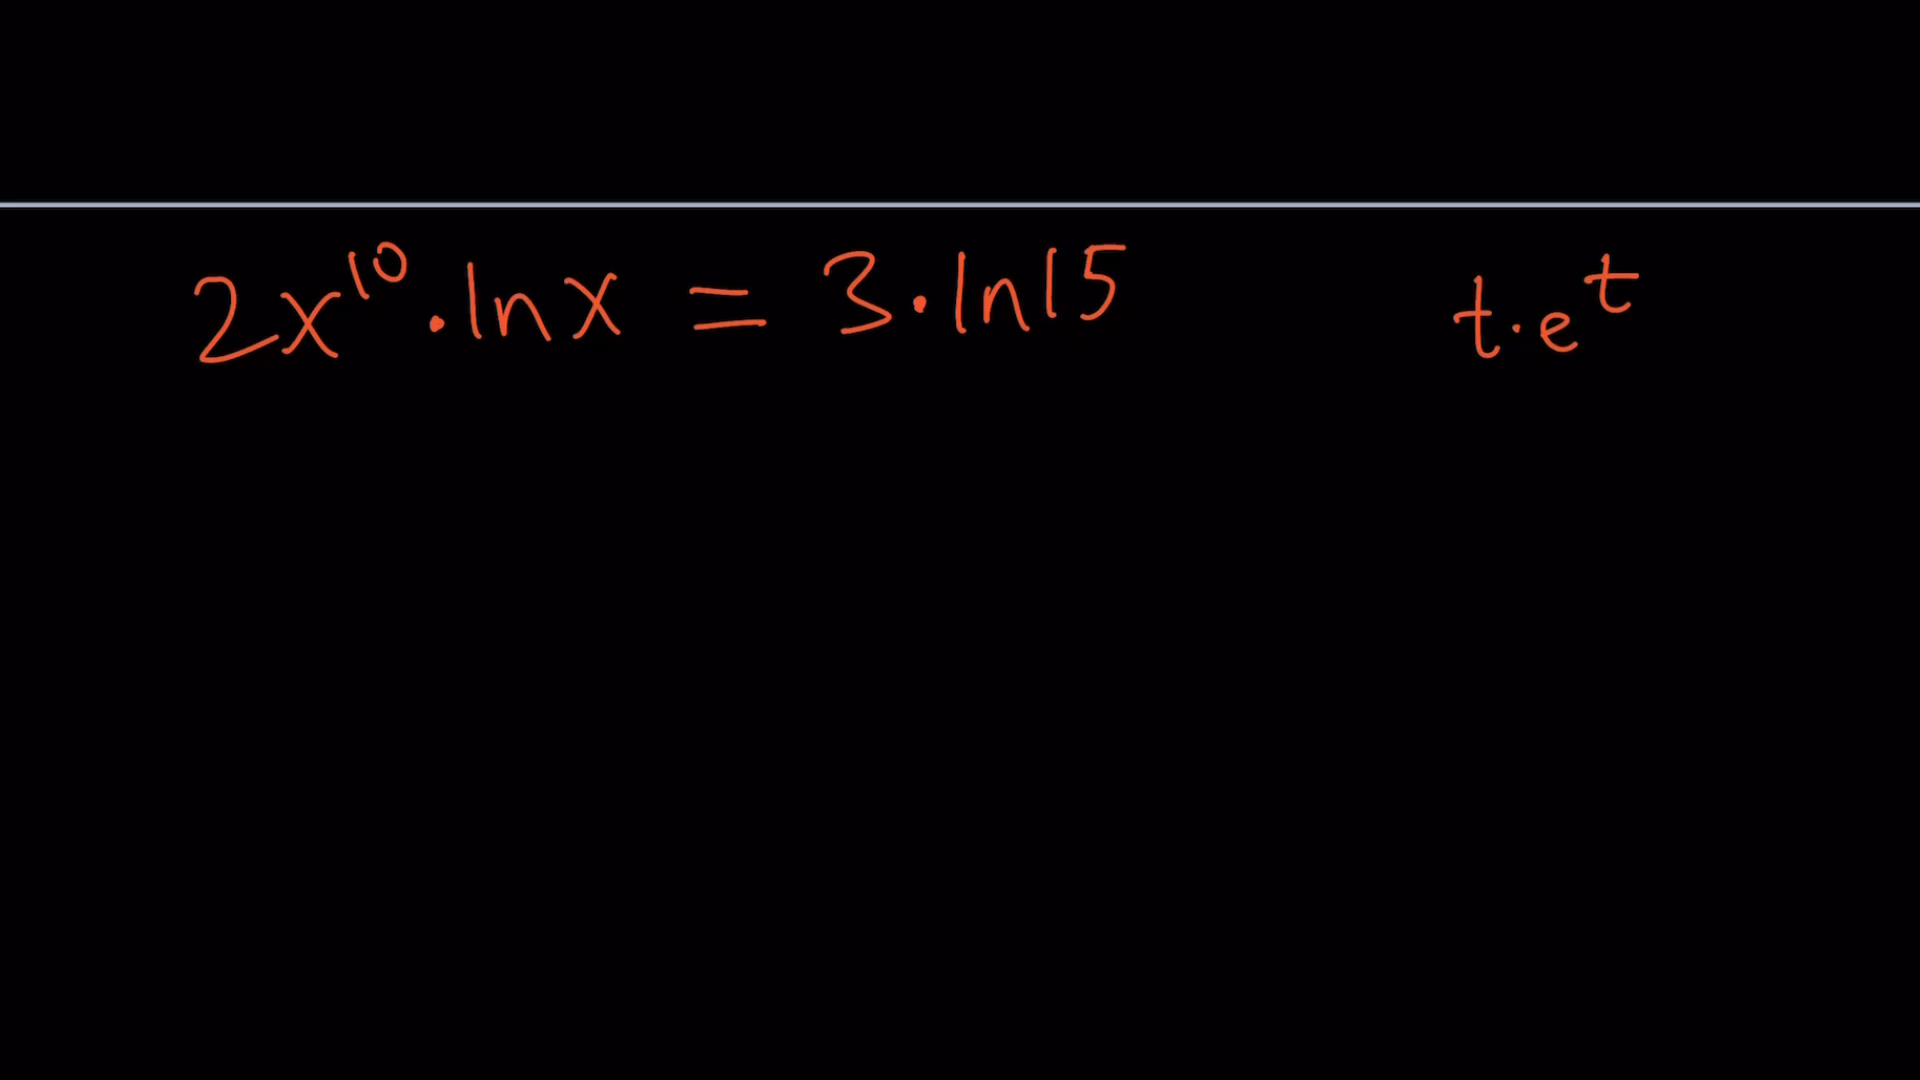 2x¹⁰·lnx = 3·ln15 t·eᵗ